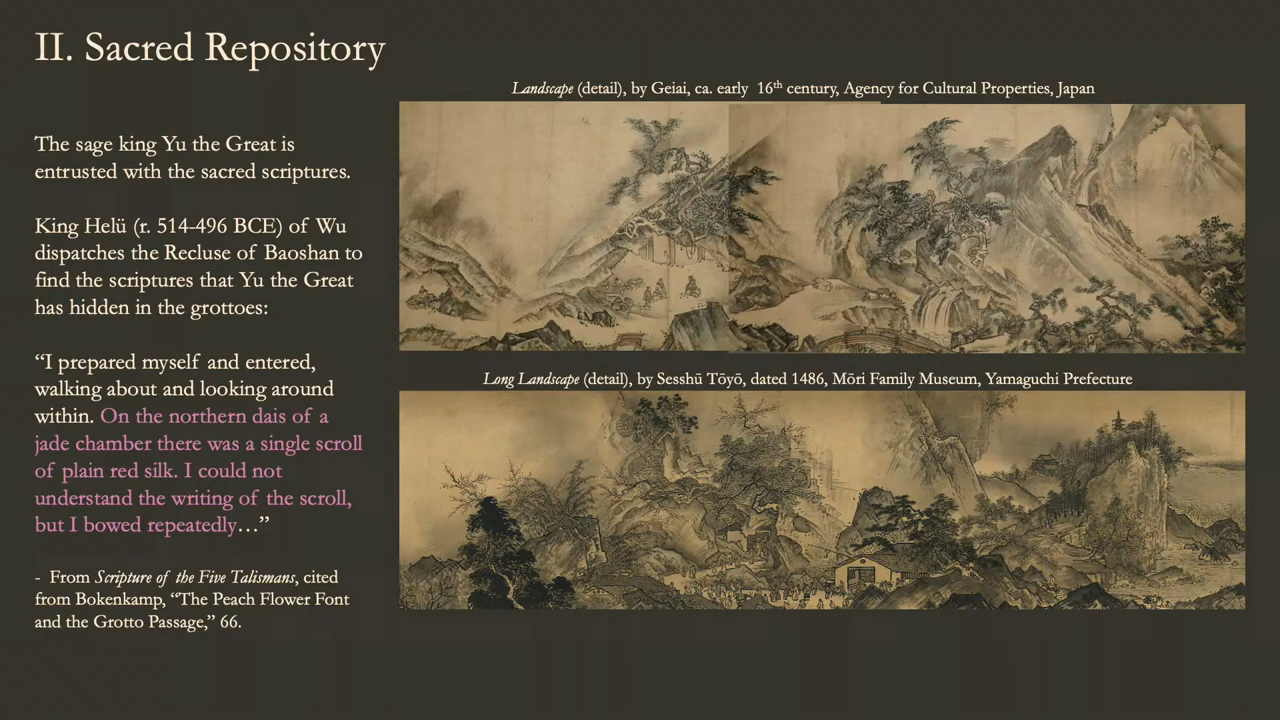 II. Sacred Repository
Landscape (detail), by Geiai, ca. early 16th century, Agency for Cultural Properties, Japan
The sage king Yu the Great is
entrusted with the sacred scriptures.
King Helü (r. 514-496 BCE) of Wu
dispatches the Recluse of Baoshan to
find the scriptures that Yu the Great
has hidden in the grottoes:
“I prepared myself and entered,
walking about and looking around
within. On the northern dais of a
jade chamber there was a single scroll
of plain red silk. I could not
understand the writing of the scroll,
but I bowed repeatedly…”
- From Scripture of the Five Talismans, cited
from Bokenkamp, “The Peach Flower Font
and the Grotto Passage,” 66.
Long Landscape (detail), by Sesshū Tōyō, dated 1486, Mōri Family Museum, Yamaguchi Prefecture